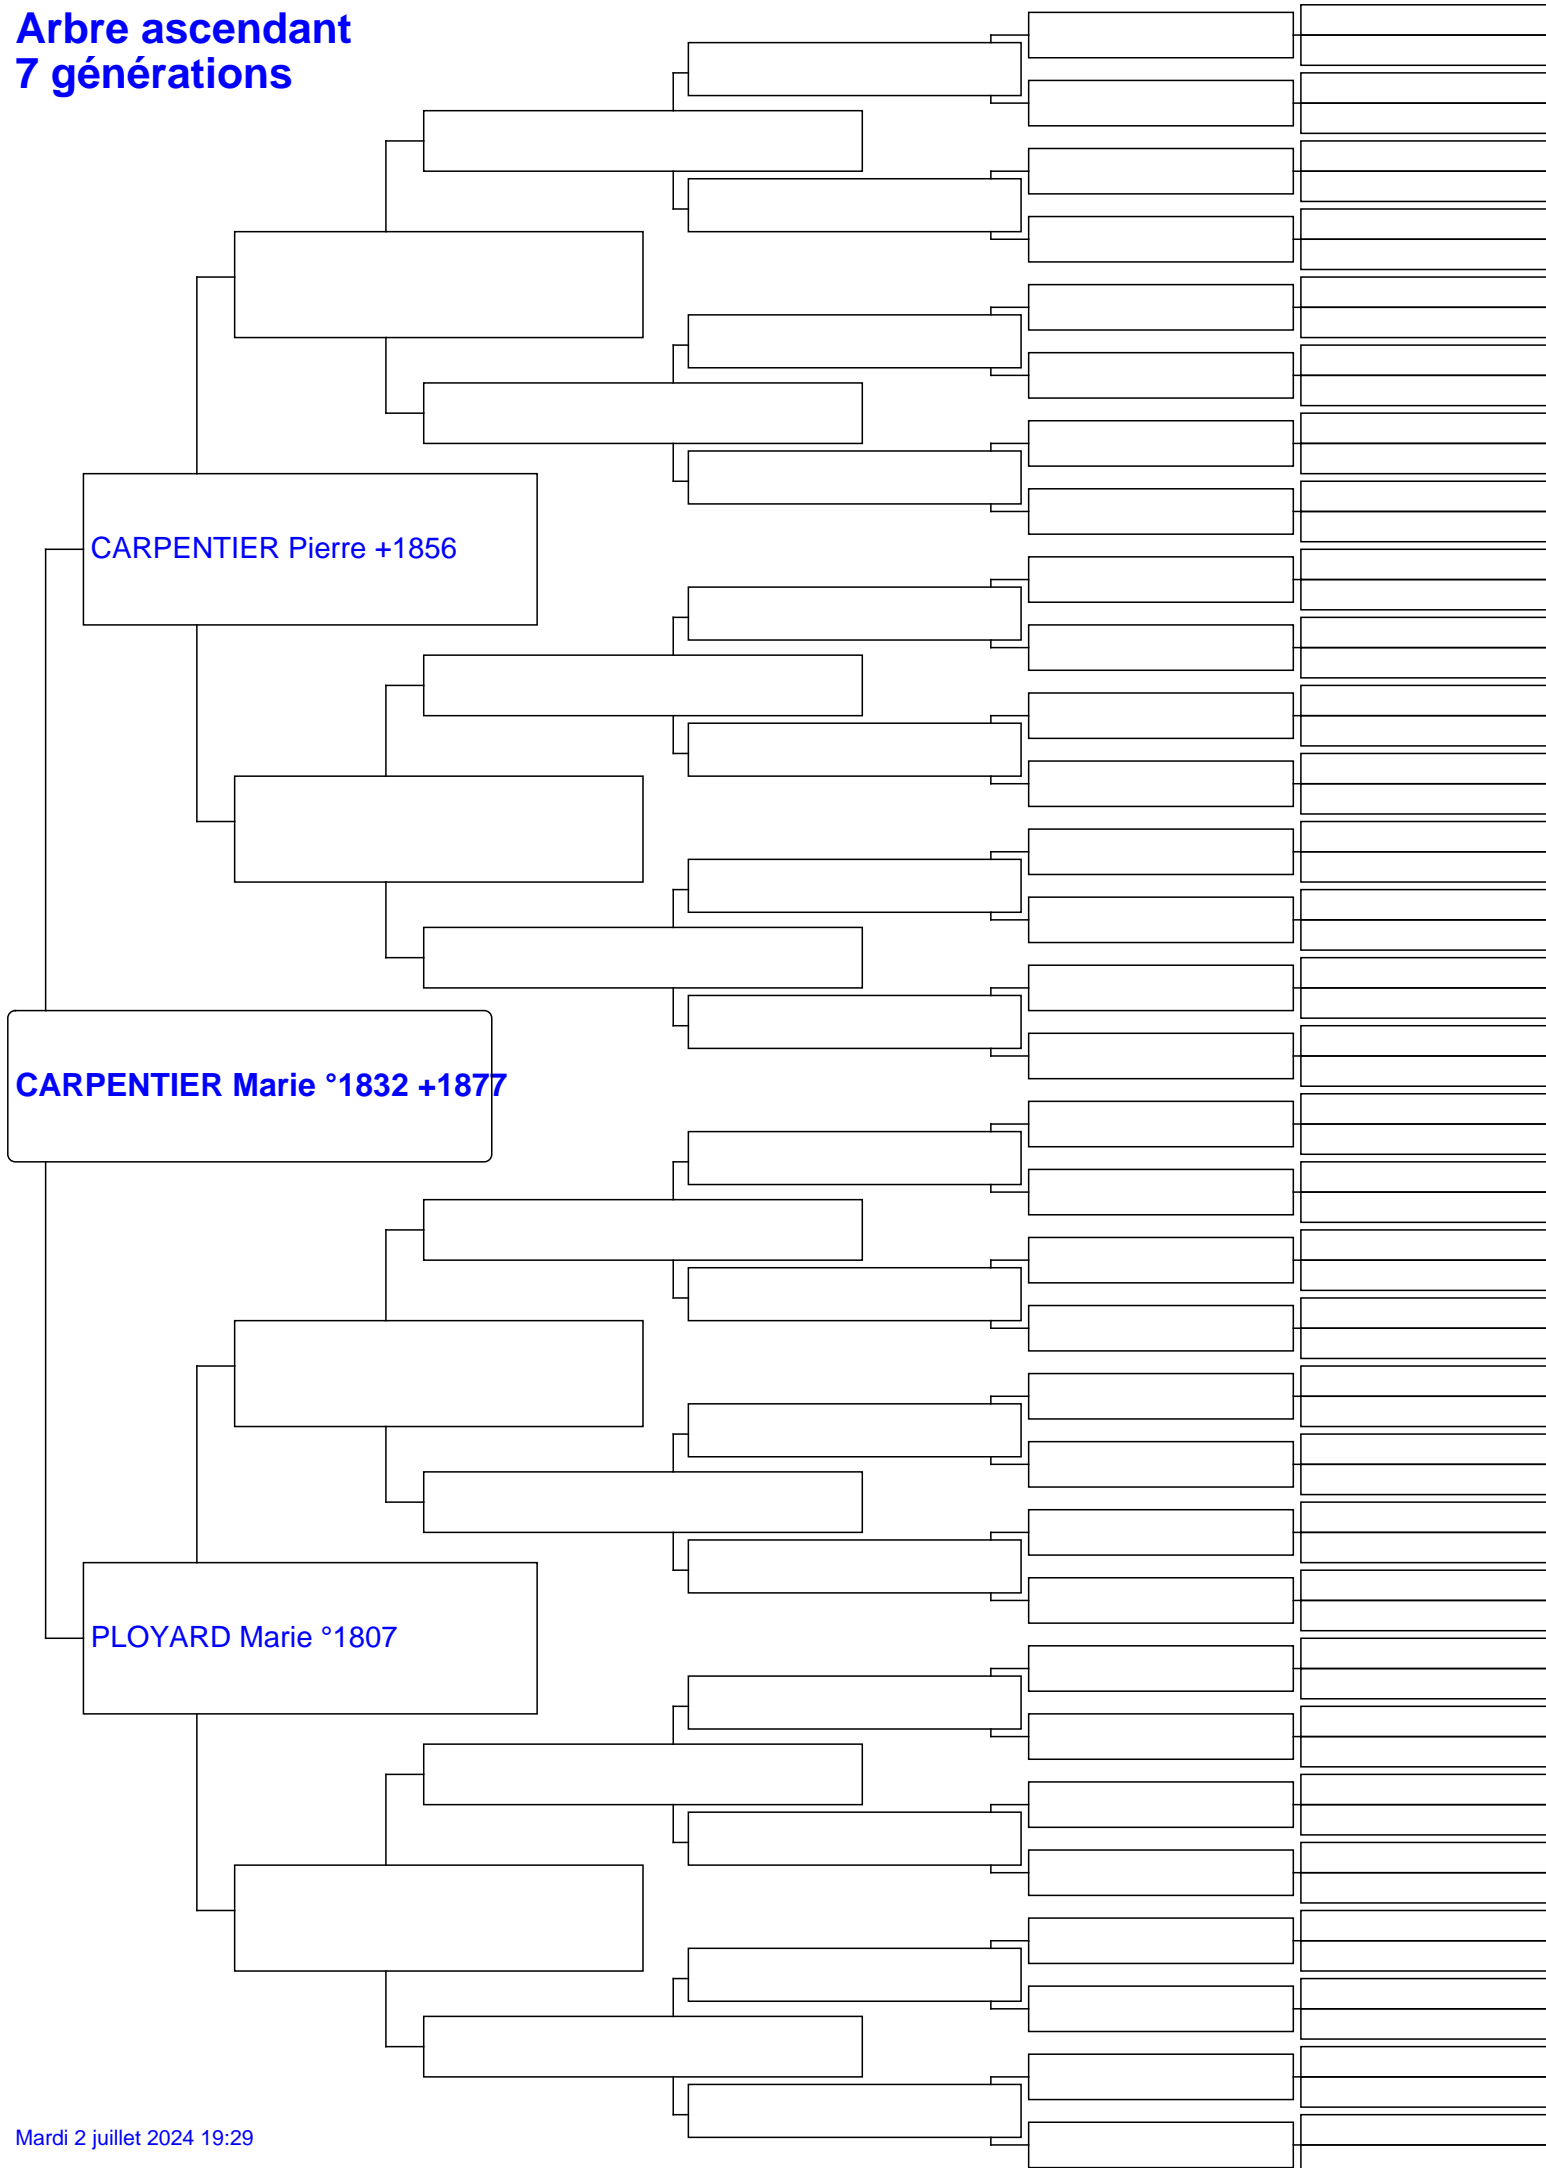 Arbre ascendant
7 générations
CARPENTIER Pierre +1856
CARPENTIER Marie °1832 +1877
PLOYARD Marie °1807
Mardi 2 juillet 2024 19:29